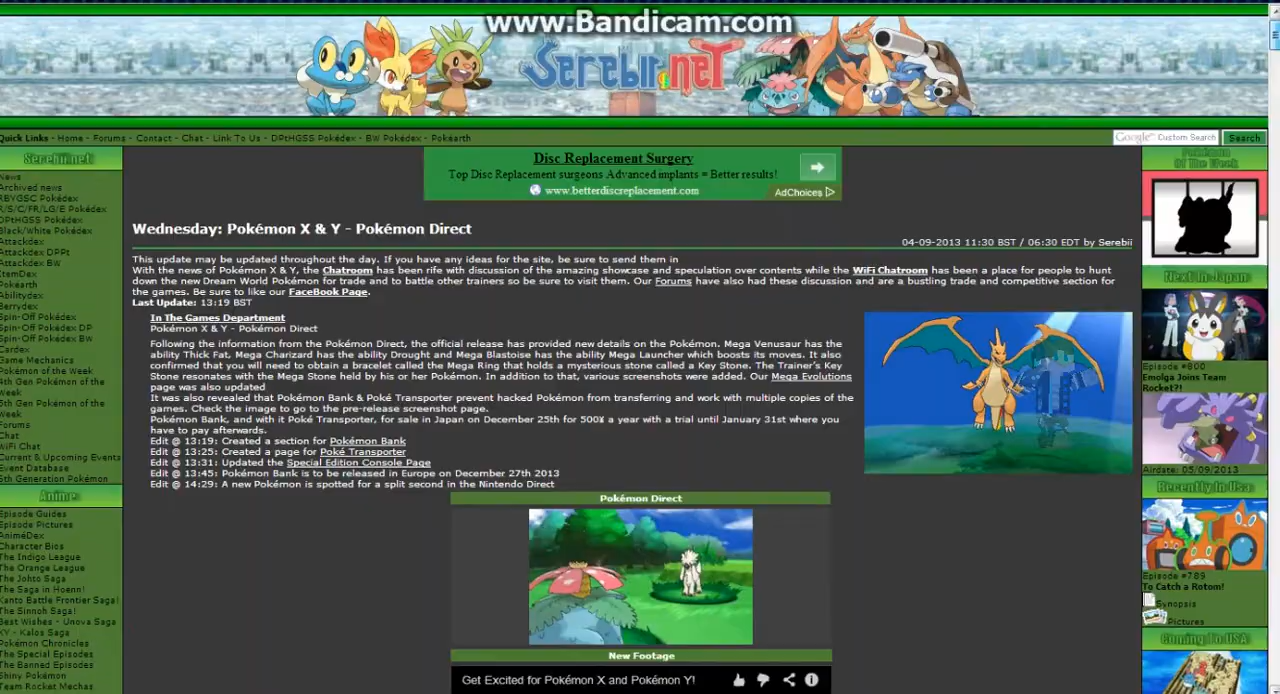 www.Bandicam.com
Serebii.net
Quick Links - Home - Forums - Contact - Chat - Link To Us - DPtHGSS Pokédex - BW Pokédex - Pokéarth
Google™ Custom Search
Search
Serebii.net
News
Archived news
RBYGSC Pokédex
R/S/C/FR/LG/E Pokédex
DPtHGSS Pokédex
Black/White Pokédex
Attackdex
Attackdex DPPt
Attackdex BW
ItemDex
Pokéarth
Abilitydex
Berrydex
Spin-Off Pokédex
Spin-Off Pokédex DP
Spin-Off Pokédex BW
Cardex
Game Mechanics
Pokémon of the Week
4th Gen Pokémon of the
Week
5th Gen Pokémon of the
Week
Forums
Chat
WiFi Chat
Current & Upcoming Events
Event Database
5th Generation Pokémon
Anime
Episode Guides
Episode Pictures
AniméDex
Character Bios
The Indigo League
The Orange League
The Johto Saga
The Saga in Hoenn!
Kanto Battle Frontier Saga!
The Sinnoh Saga!
Best Wishes - Unova Saga
XY - Kalos Saga
Pokémon Chronicles
The Special Episodes
The Banned Episodes
Shiny Pokémon
Team Rocket Mechas
Disc Replacement Surgery
Top Disc Replacement surgeons Advanced implants = Better results!
www.betterdiscreplacement.com
AdChoices
Wednesday: Pokémon X & Y - Pokémon Direct
04-09-2013 11:30 BST / 06:30 EDT by Serebii
This update may be updated throughout the day. If you have any ideas for the site, be sure to send them in
With the news of Pokémon X & Y, the Chatroom has been rife with discussion of the amazing showcase and speculation over contents while the WiFi Chatroom has been a place for people to hunt
down the new Dream World Pokémon for trade and to battle other trainers so be sure to visit them. Our Forums have also had these discussion and are a bustling trade and competitive section for
the games. Be sure to like our FaceBook Page.
Last Update: 13:19 BST
In The Games Department
Pokémon X & Y - Pokémon Direct
Following the information from the Pokémon Direct, the official release has provided new details on the Pokémon. Mega Venusaur has the
ability Thick Fat, Mega Charizard has the ability Drought and Mega Blastoise has the ability Mega Launcher which boosts its moves. It also
confirmed that you will need to obtain a bracelet called the Mega Ring that holds a mysterious stone called a Key Stone. The Trainer's Key
Stone resonates with the Mega Stone held by his or her Pokémon. In addition to that, various screenshots were added. Our Mega Evolutions
page was also updated
It was also revealed that Pokémon Bank & Poké Transporter prevent hacked Pokémon from transferring and work with multiple copies of the
games. Check the image to go to the pre-release screenshot page.
Pokémon Bank, and with it Poké Transporter, for sale in Japan on December 25th for 500¥ a year with a trial until January 31st where you
have to pay afterwards.
Edit @ 13:19: Created a section for Pokémon Bank
Edit @ 13:25: Created a page for Poké Transporter
Edit @ 13:31: Updated the Special Edition Console Page
Edit @ 13:45: Pokémon Bank is to be released in Europe on December 27th 2013
Edit @ 14:29: A new Pokémon is spotted for a split second in the Nintendo Direct
Pokémon Direct
New Footage
Get Excited for Pokémon X and Pokémon Y!
Pokémon
Of The Week
Next In Japan
Episode #800
Emolga Joins Team
Rocket?!
Airdate: 05/09/2013
Recently In Usa
Episode #789
To Catch a Rotom!
Synopsis
Pictures
Coming To USA